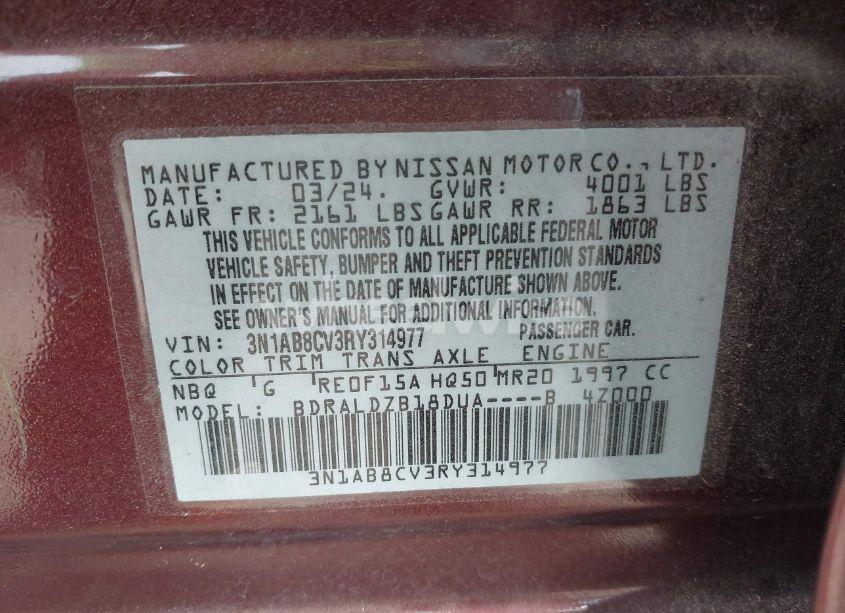 MANUFACTURED BY NISSAN MOTOR CO., LTD.
DATE: 03/24. GVWR: 4001 LBS
GAWR FR: 2161 LBS GAWR RR: 1863 LBS
THIS VEHICLE CONFORMS TO ALL APPLICABLE FEDERAL MOTOR
VEHICLE SAFETY, BUMPER AND THEFT PREVENTION STANDARDS
IN EFFECT ON THE DATE OF MANUFACTURE SHOWN ABOVE.
SEE OWNER'S MANUAL FOR ADDITIONAL INFORMATION.
VIN: 3N1AB8CV3RY314977 PASSENGER CAR.
COLOR TRIM TRANS AXLE ENGINE
NBQ G RE0F15A HQ50 MR20 1997 CC
MODEL: BDRALDZB18DUA----B 4Z000
3N1AB8CV3RY314977